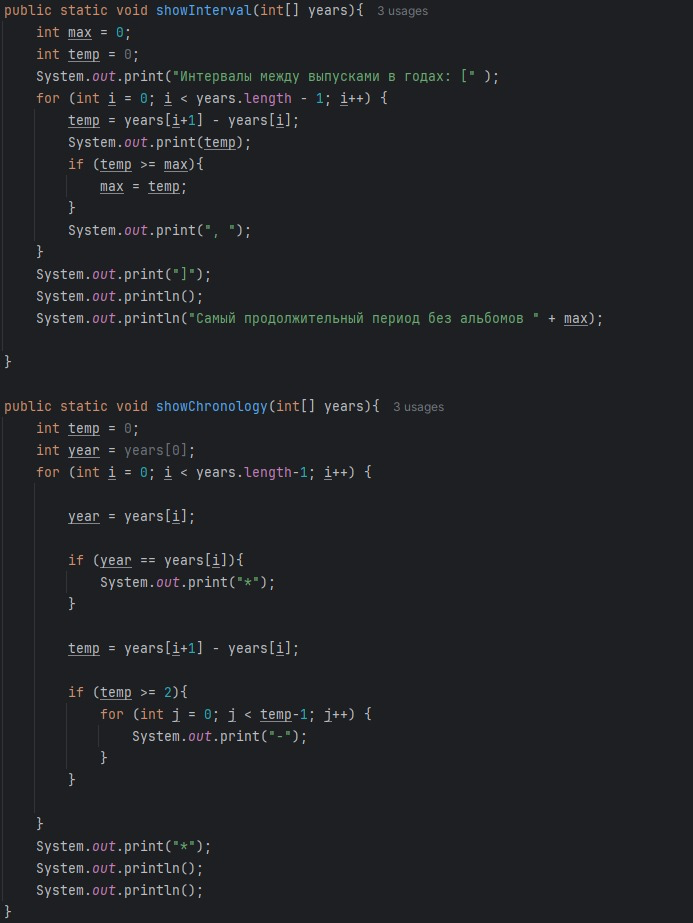 public static void showInterval(int[] years){ 3 usages
    int max = 0;
    int temp = 0;
    System.out.print("Интервалы между выпусками в годах: [" );
    for (int i = 0; i < years.length - 1; i++) {
        temp = years[i+1] - years[i];
        System.out.print(temp);
        if (temp >= max){
            max = temp;
        }
        System.out.print(", ");
    }
    System.out.print("]");
    System.out.println();
    System.out.println("Самый продолжительный период без альбомов " + max);
}
public static void showChronology(int[] years){ 3 usages
    int temp = 0;
    int year = years[0];
    for (int i = 0; i < years.length-1; i++) {
        year = years[i];
        if (year == years[i]){
            System.out.print("*");
        }
        temp = years[i+1] - years[i];
        if (temp >= 2){
            for (int j = 0; j < temp-1; j++) {
                System.out.print("-");
            }
        }
    }
    System.out.print("*");
    System.out.println();
    System.out.println();
}